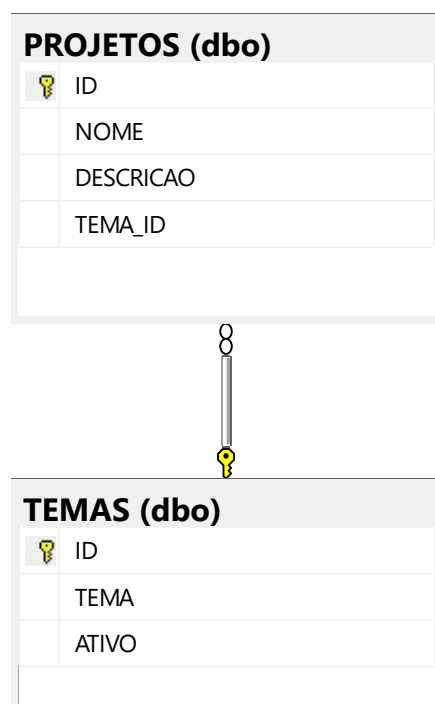 PROJETOS (dbo)
ID
NOME
DESCRICAO
TEMA_ID
TEMAS (dbo)
ID
TEMA
ATIVO